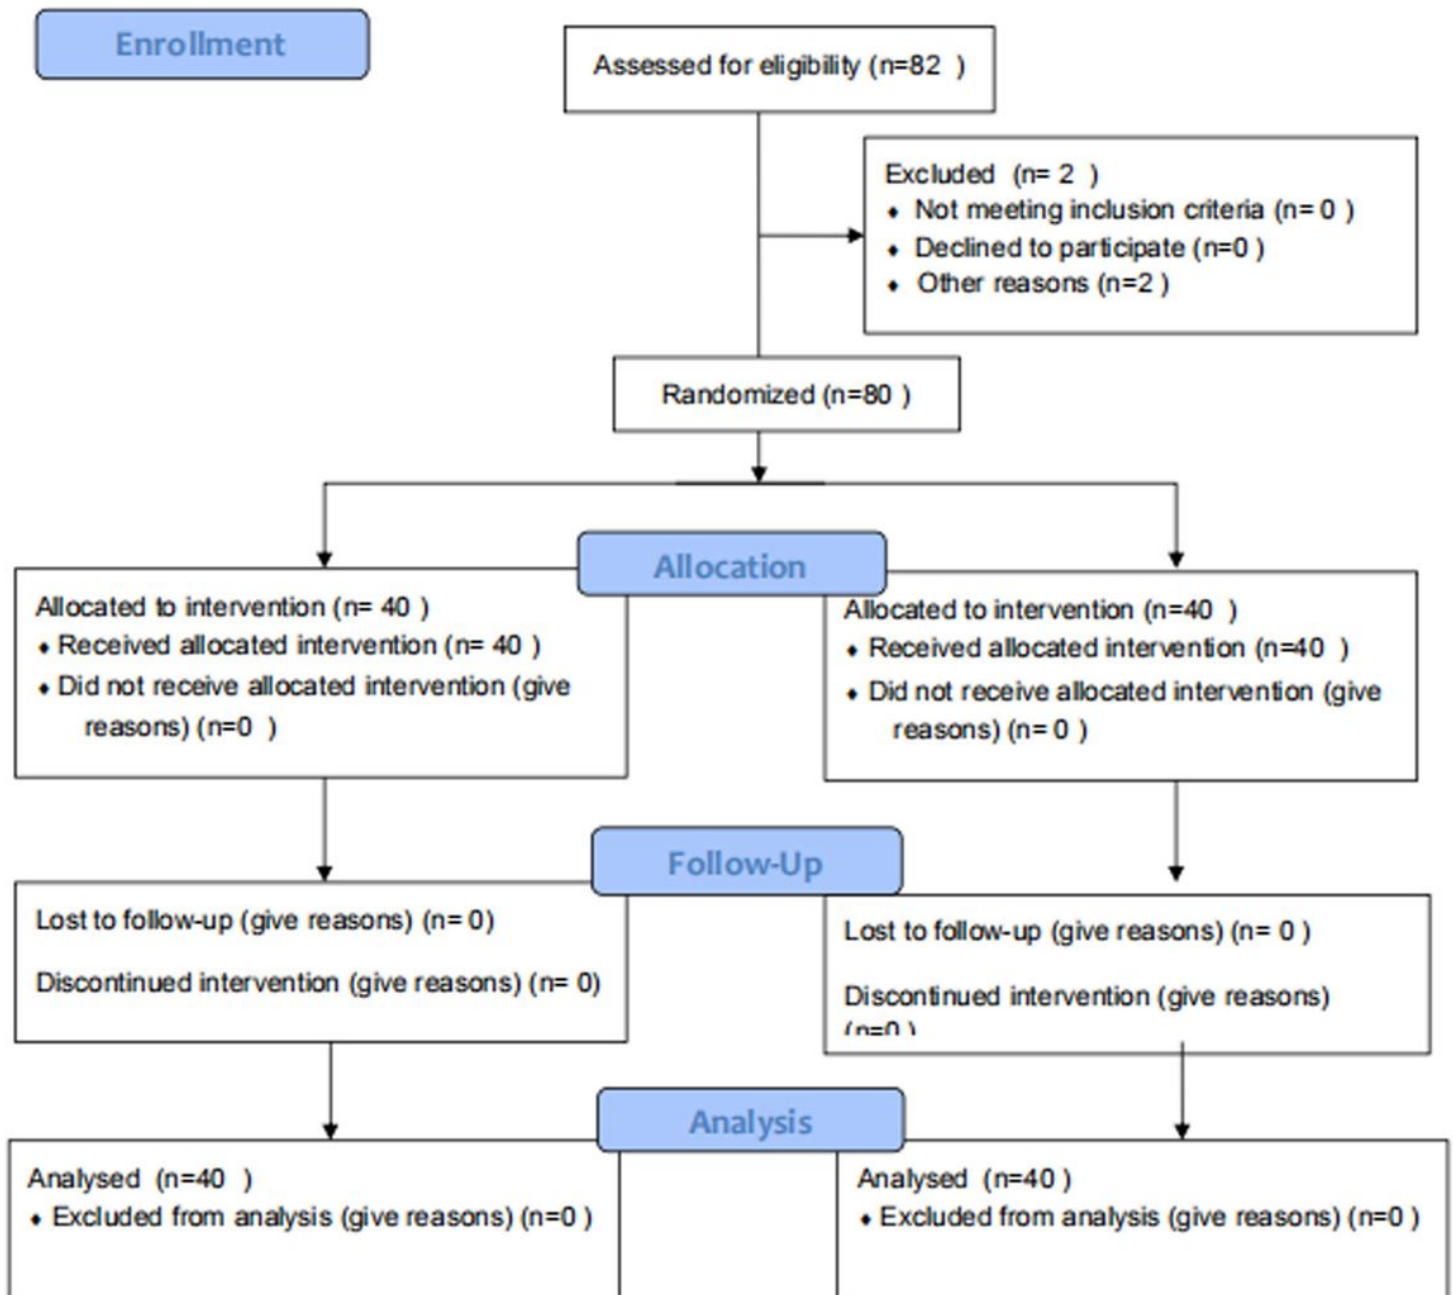 Enrollment
Assessed for eligibility (n=82 )
Excluded (n= 2 )
♦ Not meeting inclusion criteria (n= 0 )
♦ Declined to participate (n=0 )
♦ Other reasons (n=2 )
Randomized (n=80 )
Allocation
Allocated to intervention (n= 40 )
♦ Received allocated intervention (n= 40 )
♦ Did not receive allocated intervention (give
reasons) (n=0 )
Allocated to intervention (n=40 )
♦ Received allocated intervention (n=40 )
♦ Did not receive allocated intervention (give
reasons) (n= 0 )
Follow-Up
Lost to follow-up (give reasons) (n= 0)
Discontinued intervention (give reasons) (n= 0)
Lost to follow-up (give reasons) (n= 0 )
Discontinued intervention (give reasons)
(n=0 )
Analysis
Analysed (n=40 )
♦ Excluded from analysis (give reasons) (n=0 )
Analysed (n=40 )
♦ Excluded from analysis (give reasons) (n=0 )